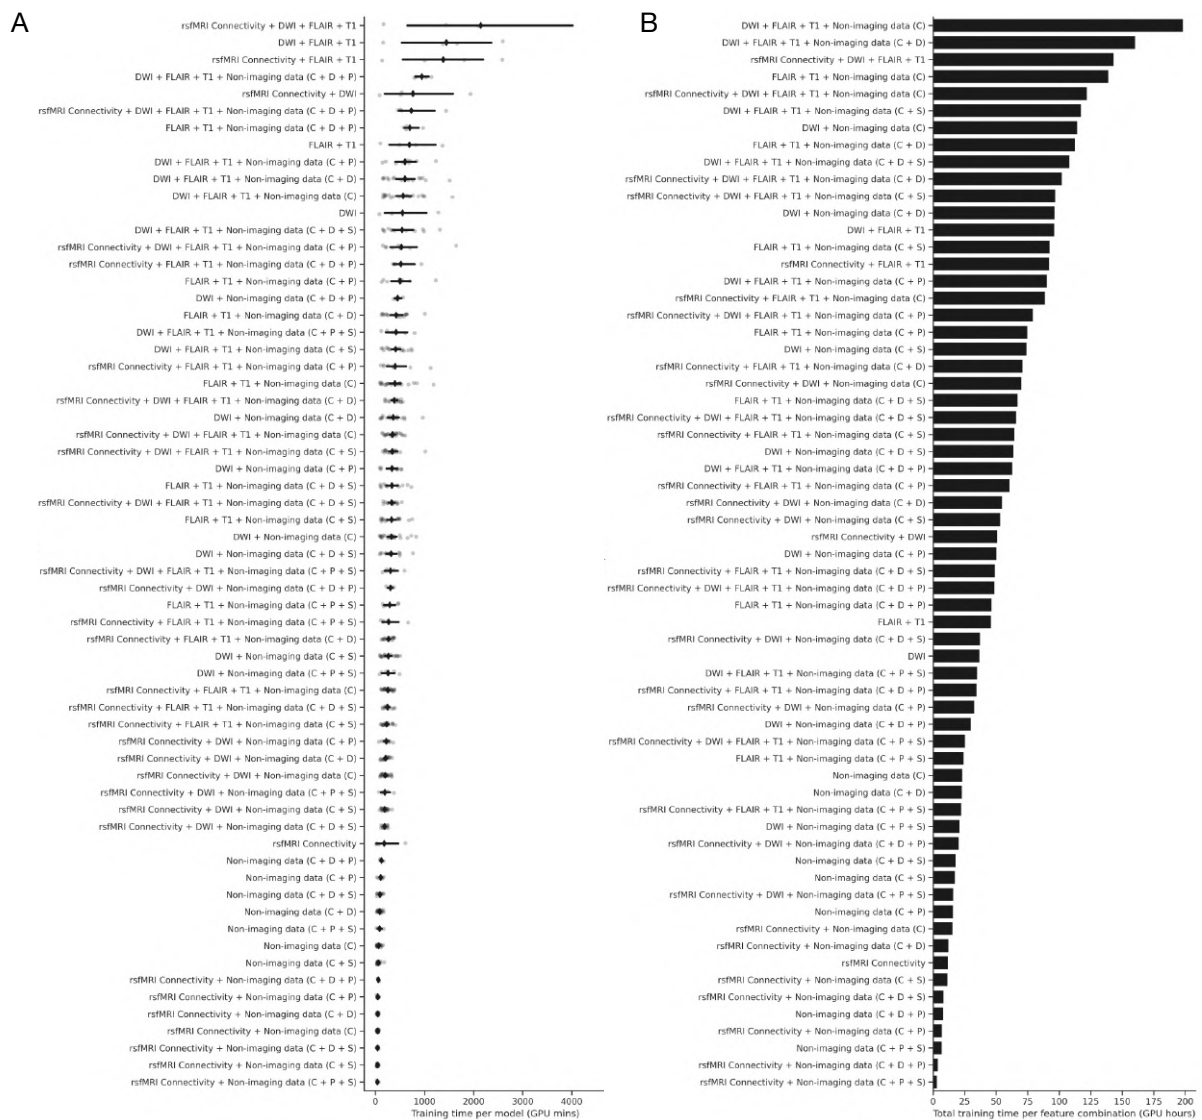 A
rsfMRI Connectivity + DWI + FLAIR + T1
DWI + FLAIR + T1
rsfMRI Connectivity + FLAIR + T1
DWI + FLAIR + T1 + Non-imaging data (C + D + P)
rsfMRI Connectivity + DWI
rsfMRI Connectivity + DWI + FLAIR + T1 + Non-imaging data (C + D + P)
FLAIR + T1 + Non-imaging data (C + D + P)
FLAIR + T1
DWI + FLAIR + T1 + Non-imaging data (C + P)
DWI + FLAIR + T1 + Non-imaging data (C + D)
DWI + FLAIR + T1 + Non-imaging data (C)
DWI
DWI + FLAIR + T1 + Non-imaging data (C + D + S)
rsfMRI Connectivity + DWI + FLAIR + T1 + Non-imaging data (C + P)
rsfMRI Connectivity + FLAIR + T1 + Non-imaging data (C + D + P)
FLAIR + T1 + Non-imaging data (C + P)
DWI + Non-imaging data (C + D + P)
FLAIR + T1 + Non-imaging data (C + D)
DWI + FLAIR + T1 + Non-imaging data (C + P + S)
DWI + FLAIR + T1 + Non-imaging data (C + S)
rsfMRI Connectivity + FLAIR + T1 + Non-imaging data (C + P)
FLAIR + T1 + Non-imaging data (C)
rsfMRI Connectivity + DWI + FLAIR + T1 + Non-imaging data (C + D)
DWI + Non-imaging data (C + D)
rsfMRI Connectivity + DWI + FLAIR + T1 + Non-imaging data (C)
rsfMRI Connectivity + DWI + FLAIR + T1 + Non-imaging data (C + S)
DWI + Non-imaging data (C + P)
FLAIR + T1 + Non-imaging data (C + D + S)
rsfMRI Connectivity + DWI + FLAIR + T1 + Non-imaging data (C + D + S)
FLAIR + T1 + Non-imaging data (C + S)
DWI + Non-imaging data (C)
DWI + Non-imaging data (C + D + S)
rsfMRI Connectivity + DWI + FLAIR + T1 + Non-imaging data (C + P + S)
rsfMRI Connectivity + DWI + Non-imaging data (C + D + P)
FLAIR + T1 + Non-imaging data (C + P + S)
rsfMRI Connectivity + FLAIR + T1 + Non-imaging data (C + P + S)
rsfMRI Connectivity + FLAIR + T1 + Non-imaging data (C + D)
DWI + Non-imaging data (C + S)
DWI + Non-imaging data (C + P + S)
rsfMRI Connectivity + FLAIR + T1 + Non-imaging data (C)
rsfMRI Connectivity + FLAIR + T1 + Non-imaging data (C + D + S)
rsfMRI Connectivity + FLAIR + T1 + Non-imaging data (C + S)
rsfMRI Connectivity + DWI + Non-imaging data (C + P)
rsfMRI Connectivity + DWI + Non-imaging data (C + D)
rsfMRI Connectivity + DWI + Non-imaging data (C)
rsfMRI Connectivity + DWI + Non-imaging data (C + P + S)
rsfMRI Connectivity + DWI + Non-imaging data (C + S)
rsfMRI Connectivity + DWI + Non-imaging data (C + D + S)
rsfMRI Connectivity
Non-imaging data (C + D + P)
Non-imaging data (C + P)
Non-imaging data (C + D + S)
Non-imaging data (C + D)
Non-imaging data (C + P + S)
Non-imaging data (C)
Non-imaging data (C + S)
rsfMRI Connectivity + Non-imaging data (C + D + P)
rsfMRI Connectivity + Non-imaging data (C + P)
rsfMRI Connectivity + Non-imaging data (C + D)
rsfMRI Connectivity + Non-imaging data (C)
rsfMRI Connectivity + Non-imaging data (C + D + S)
rsfMRI Connectivity + Non-imaging data (C + S)
rsfMRI Connectivity + Non-imaging data (C + P + S)
0 1000 2000 3000 4000
Training time per model (GPU mins)
B
DWI + FLAIR + T1 + Non-imaging data (C)
DWI + FLAIR + T1 + Non-imaging data (C + D)
rsfMRI Connectivity + DWI + FLAIR + T1
FLAIR + T1 + Non-imaging data (C)
rsfMRI Connectivity + DWI + FLAIR + T1 + Non-imaging data (C)
DWI + FLAIR + T1 + Non-imaging data (C + S)
DWI + Non-imaging data (C)
FLAIR + T1 + Non-imaging data (C + D)
DWI + FLAIR + T1 + Non-imaging data (C + D + S)
rsfMRI Connectivity + DWI + FLAIR + T1 + Non-imaging data (C + D)
rsfMRI Connectivity + DWI + FLAIR + T1 + Non-imaging data (C + S)
DWI + Non-imaging data (C + D)
DWI + FLAIR + T1
FLAIR + T1 + Non-imaging data (C + S)
rsfMRI Connectivity + FLAIR + T1
DWI + FLAIR + T1 + Non-imaging data (C + P)
rsfMRI Connectivity + FLAIR + T1 + Non-imaging data (C)
rsfMRI Connectivity + DWI + FLAIR + T1 + Non-imaging data (C + P)
FLAIR + T1 + Non-imaging data (C + P)
DWI + Non-imaging data (C + S)
rsfMRI Connectivity + FLAIR + T1 + Non-imaging data (C + D)
rsfMRI Connectivity + DWI + Non-imaging data (C)
FLAIR + T1 + Non-imaging data (C + D + S)
rsfMRI Connectivity + DWI + FLAIR + T1 + Non-imaging data (C + D + S)
rsfMRI Connectivity + FLAIR + T1 + Non-imaging data (C + S)
DWI + Non-imaging data (C + D + S)
DWI + FLAIR + T1 + Non-imaging data (C + D + P)
rsfMRI Connectivity + FLAIR + T1 + Non-imaging data (C + P)
rsfMRI Connectivity + DWI + Non-imaging data (C + D)
rsfMRI Connectivity + DWI + Non-imaging data (C + S)
rsfMRI Connectivity + DWI
DWI + Non-imaging data (C + P)
rsfMRI Connectivity + FLAIR + T1 + Non-imaging data (C + D + S)
rsfMRI Connectivity + DWI + FLAIR + T1 + Non-imaging data (C + D + P)
FLAIR + T1 + Non-imaging data (C + D + P)
FLAIR + T1
rsfMRI Connectivity + DWI + Non-imaging data (C + D + S)
DWI
DWI + FLAIR + T1 + Non-imaging data (C + P + S)
rsfMRI Connectivity + FLAIR + T1 + Non-imaging data (C + D + P)
rsfMRI Connectivity + DWI + Non-imaging data (C + P)
DWI + Non-imaging data (C + D + P)
rsfMRI Connectivity + DWI + FLAIR + T1 + Non-imaging data (C + P + S)
FLAIR + T1 + Non-imaging data (C + P + S)
Non-imaging data (C)
Non-imaging data (C + D)
rsfMRI Connectivity + FLAIR + T1 + Non-imaging data (C + P + S)
DWI + Non-imaging data (C + P + S)
rsfMRI Connectivity + DWI + Non-imaging data (C + D + P)
Non-imaging data (C + D + S)
Non-imaging data (C + S)
rsfMRI Connectivity + DWI + Non-imaging data (C + P + S)
Non-imaging data (C + P)
rsfMRI Connectivity + Non-imaging data (C)
rsfMRI Connectivity + Non-imaging data (C + D)
rsfMRI Connectivity
rsfMRI Connectivity + Non-imaging data (C + S)
rsfMRI Connectivity + Non-imaging data (C + D + S)
Non-imaging data (C + D + P)
rsfMRI Connectivity + Non-imaging data (C + P)
Non-imaging data (C + P + S)
rsfMRI Connectivity + Non-imaging data (C + D + P)
rsfMRI Connectivity + Non-imaging data (C + P + S)
0 25 50 75 100 125 150 175 200
Total training time per feature combination (GPU hours)